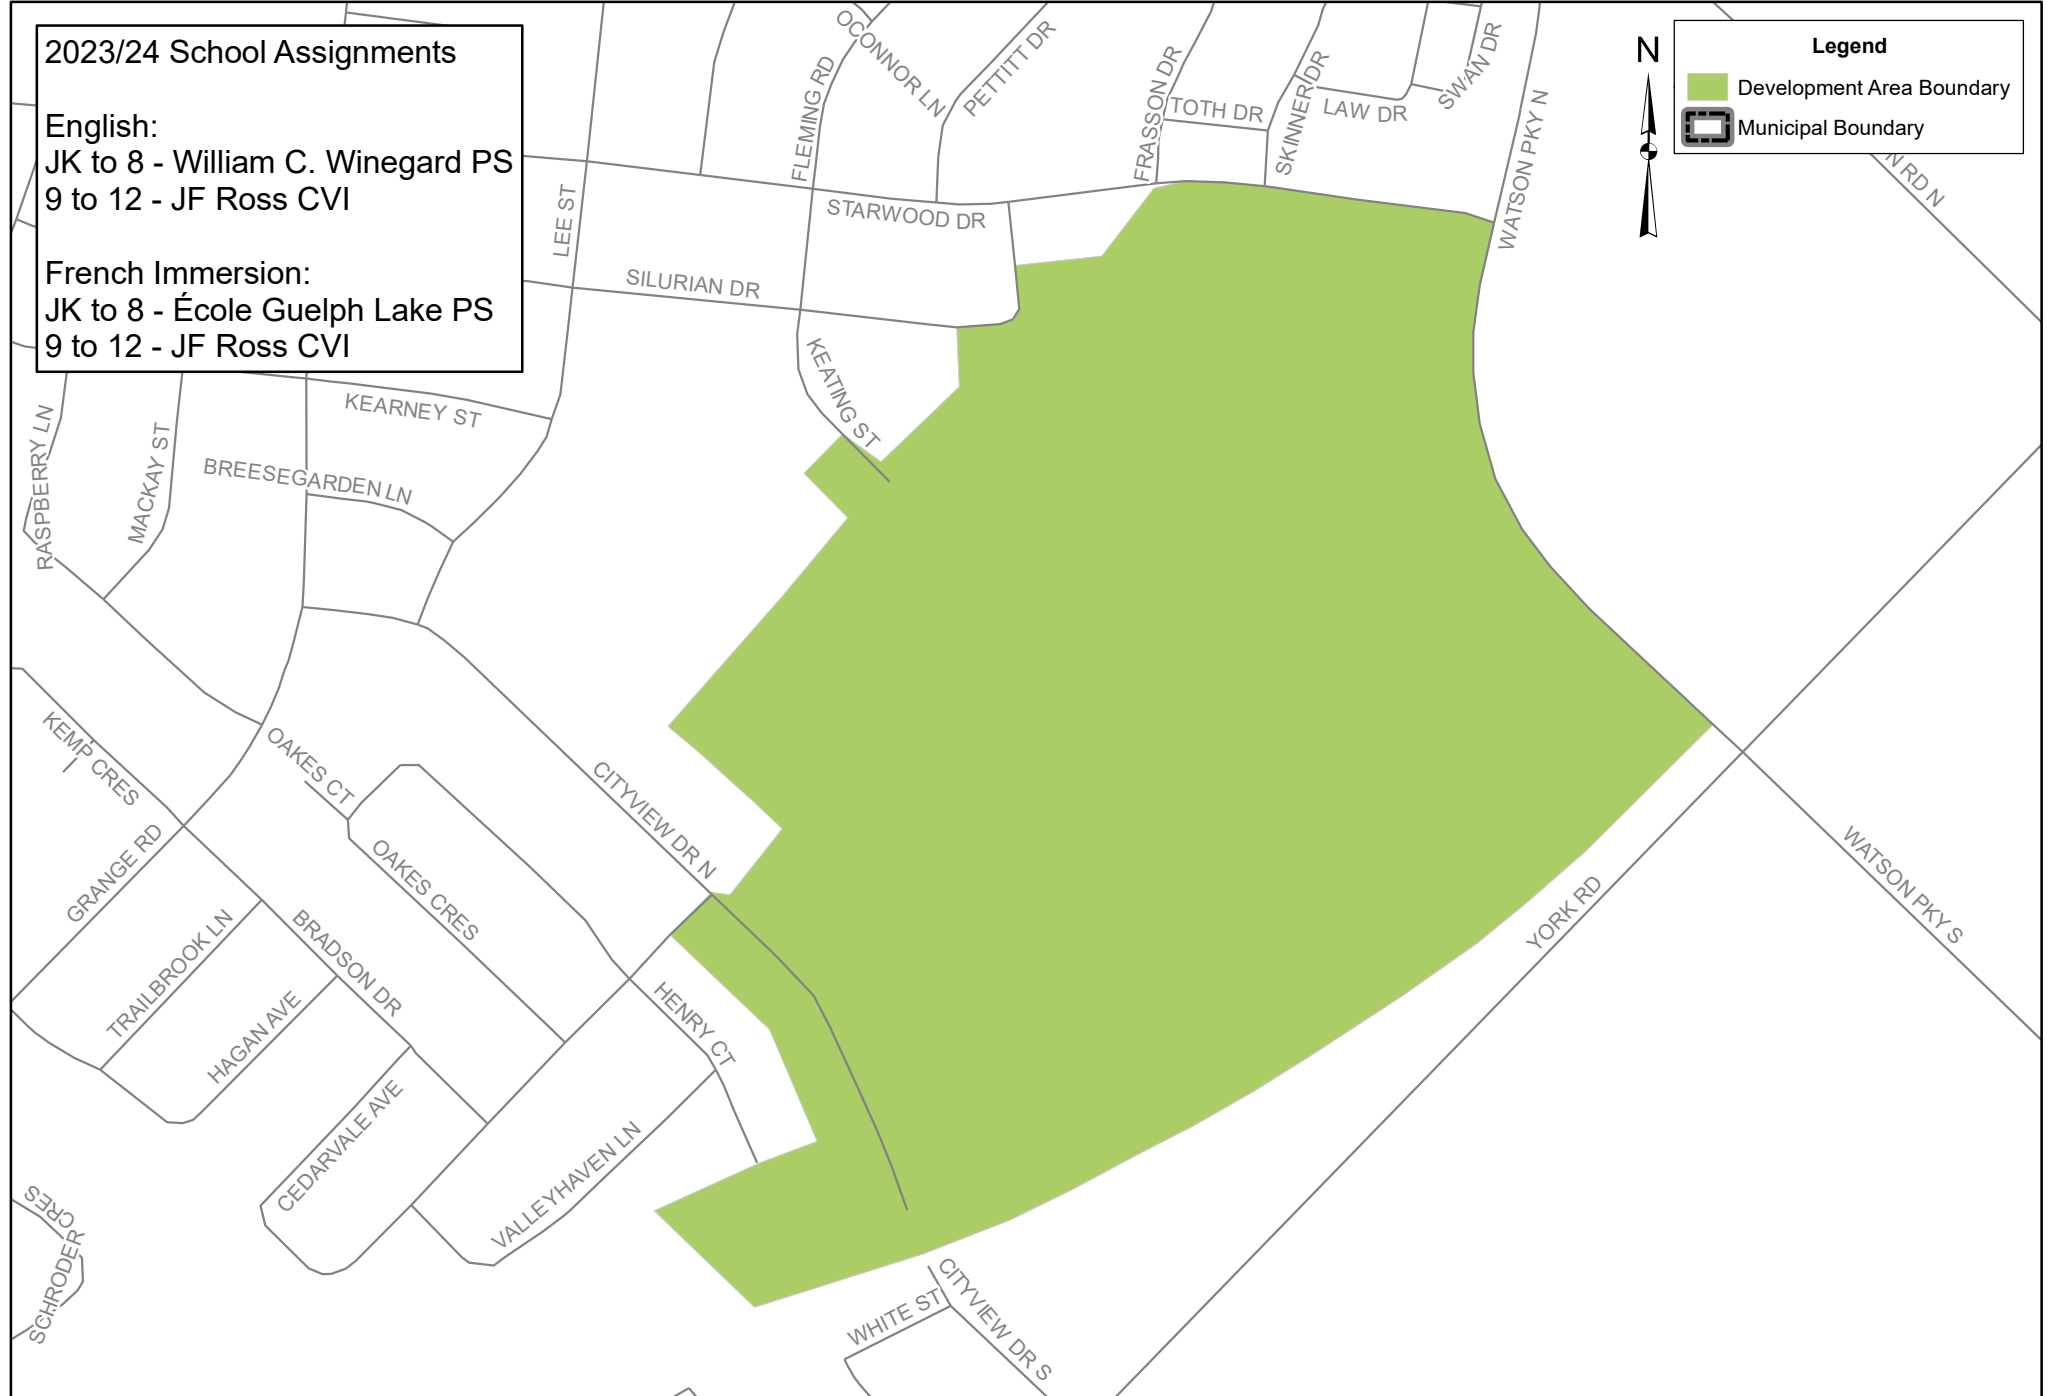 2023/24 School Assignments
English:
JK to 8 - William C. Winegard PS
9 to 12 - JF Ross CVI
French Immersion:
JK to 8 - École Guelph Lake PS
9 to 12 - JF Ross CVI
N
Legend
Development Area Boundary
Municipal Boundary
OCONNOR LN
PETTITT DR
FLEMING RD
FRASSON DR
TOTH DR
SKINNER DR
LAW DR
SWAN DR
WATSON PKY N
N RD N
LEE ST
STARWOOD DR
SILURIAN DR
KEATING ST
KEARNEY ST
RASPBERRY LN
MACKAY ST
BREESEGARDEN LN
KEMP CRES
OAKES CT
CITYVIEW DR N
OAKES CRES
GRANGE RD
TRAILBROOK LN
BRADSON DR
HAGAN AVE
HENRY CT
CEDARVALE AVE
VALLEYHAVEN LN
SCHRODER CRES
YORK RD
WATSON PKY S
WHITE ST
CITYVIEW DR S